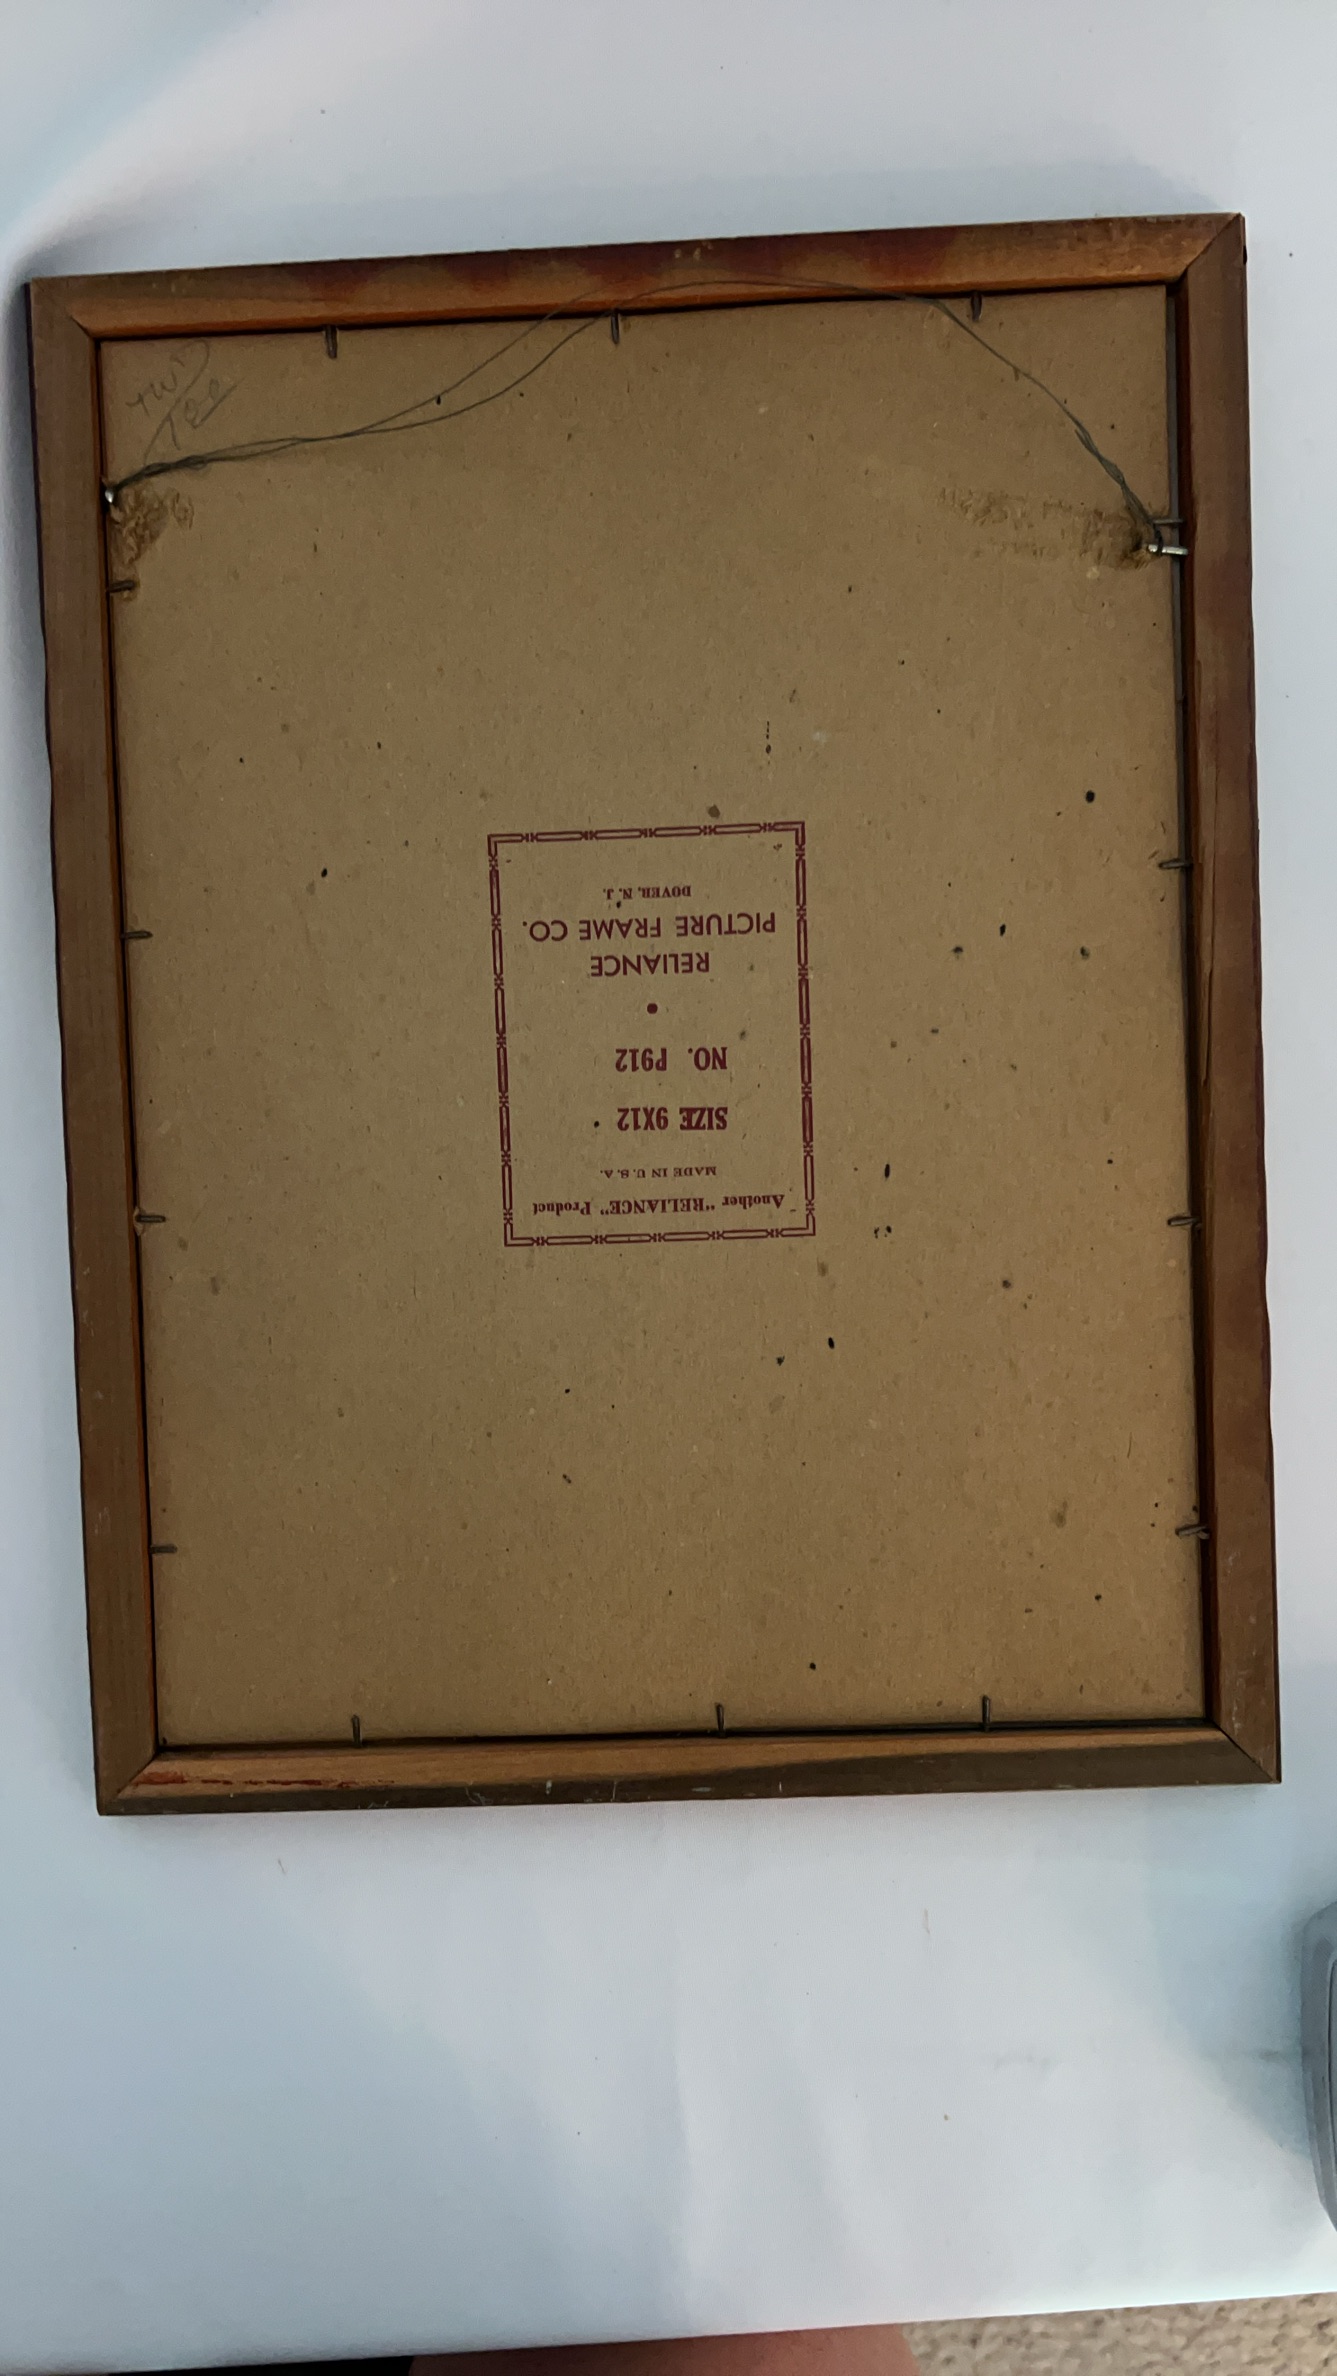 Another "RELIANCE" Product
MADE IN U.S.A.
SIZE 9X12
NO. P912
RELIANCE
PICTURE FRAME CO.
DOVER, N. J.